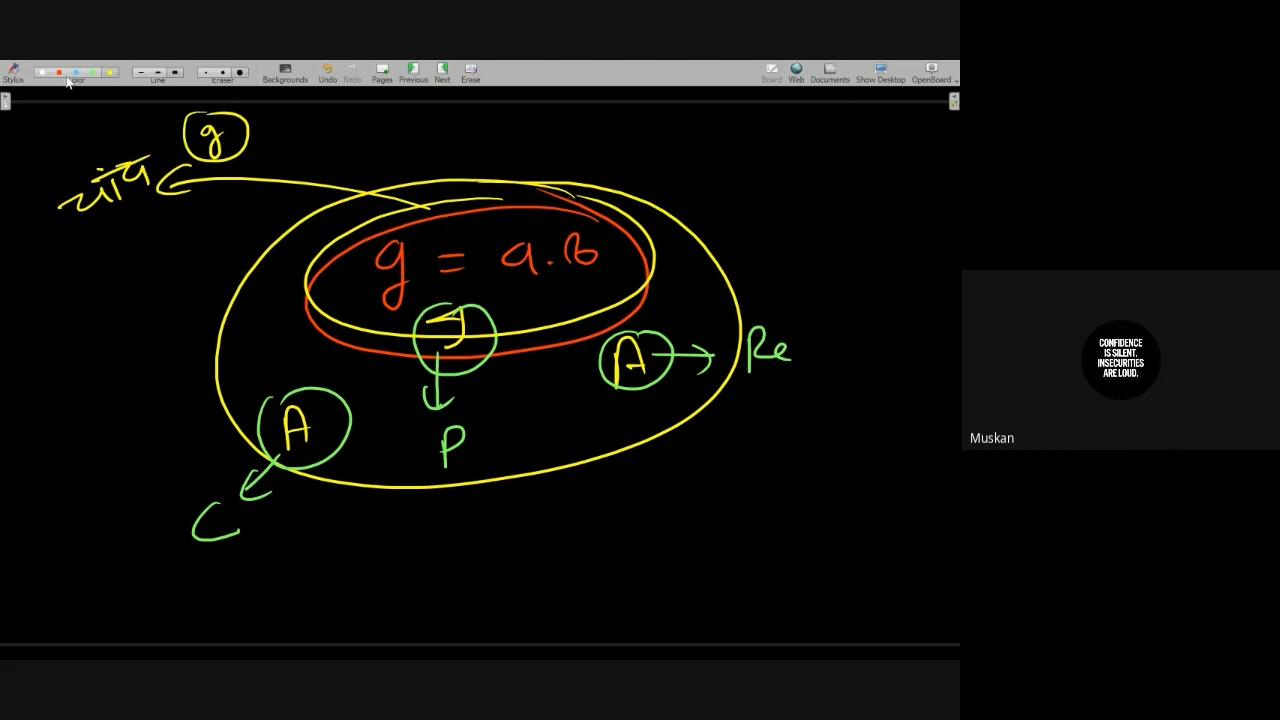 Stylus Color Line Eraser Backgrounds Undo Redo Pages Previous Next Erase Board Web Documents Show Desktop OpenBoard
g
g = 9.8
A → Re
A
P
C
CONFIDENCE
IS SILENT.
INSECURITIES
ARE LOUD.
Muskan